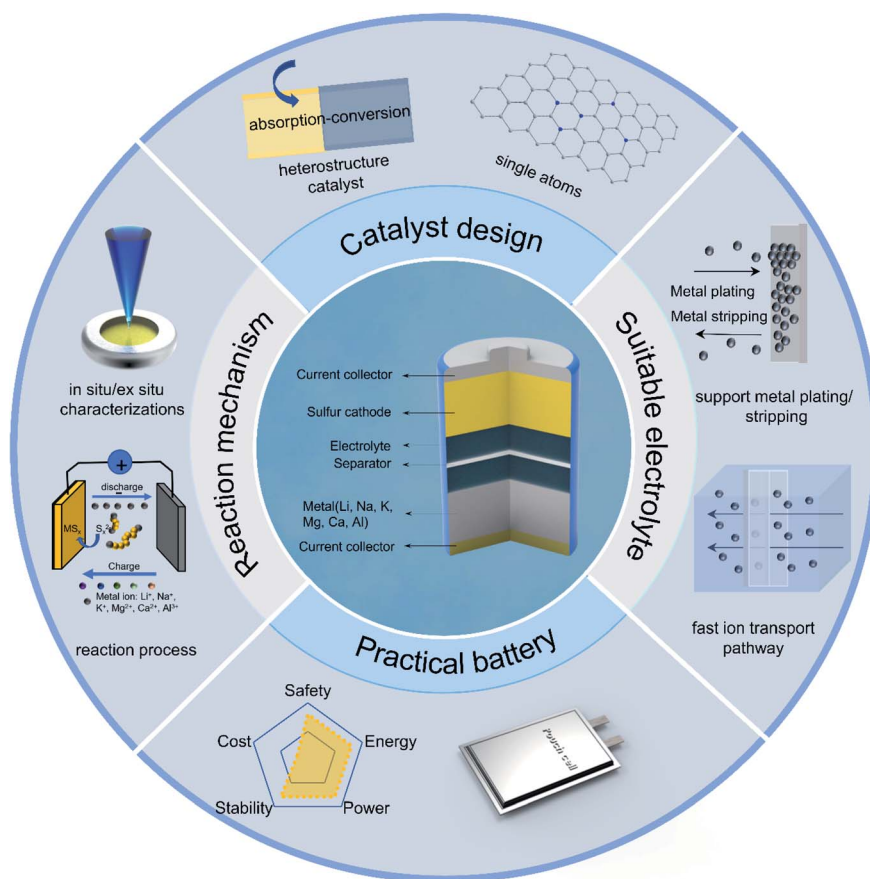 absorption-conversion
heterostructure
catalyst
single atoms
Catalyst design
Metal plating
Metal stripping
support metal plating/
stripping
Suitable electrolyte
fast ion transport
pathway
Reaction mechanism
in situ/ex situ
characterizations
+
discharge
MSₓ
Sₓ²⁻
Charge
Metal ion: Li⁺, Na⁺,
K⁺, Mg²⁺, Ca²⁺, Al³⁺
reaction process
Current collector
Sulfur cathode
Electrolyte
Separator
Metal(Li, Na, K,
Mg, Ca, Al)
Current collector
Practical battery
Safety
Cost
Energy
Stability
Power
Pouch cell